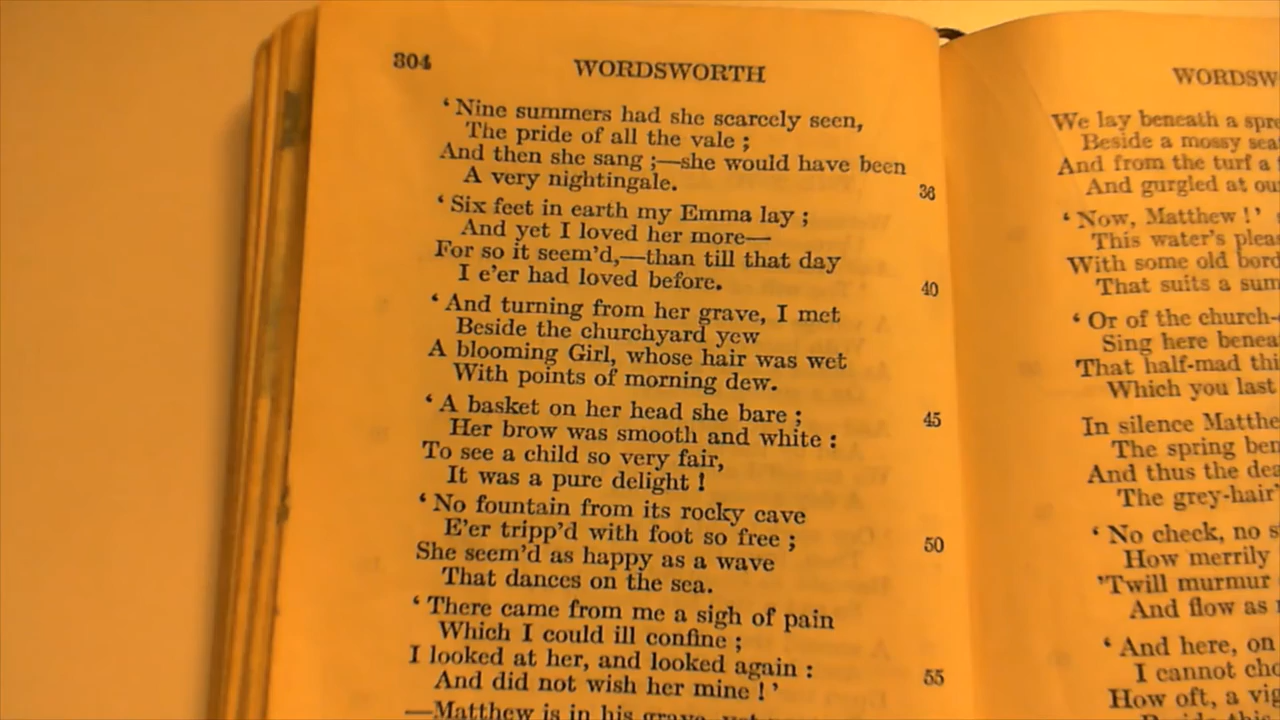 304 WORDSWORTH
‘ Nine summers had she scarcely seen,
The pride of all the vale ;
And then she sang ;—she would have been
A very nightingale. 36
‘ Six feet in earth my Emma lay ;
And yet I loved her more—
For so it seem’d,—than till that day
I e’er had loved before. 40
‘ And turning from her grave, I met
Beside the churchyard yew
A blooming Girl, whose hair was wet
With points of morning dew.
‘ A basket on her head she bare ; 45
Her brow was smooth and white :
To see a child so very fair,
It was a pure delight !
‘ No fountain from its rocky cave
E’er tripp’d with foot so free ; 50
She seem’d as happy as a wave
That dances on the sea.
‘ There came from me a sigh of pain
Which I could ill confine ;
I looked at her, and looked again : 55
And did not wish her mine ! ’
—Matthew is in his grave,
WORDSW
We lay beneath a
Beside a mossy
And from the turf a
And gurgled at
‘ Now, Matthew ! ’
This water’s
With some old
That suits a
‘ Or of the church-
Sing here
That half-mad
Which you last
In silence
The spring
And thus the
The grey-hair’
‘ No check, no
How merrily
’Twill murmur
And flow as
‘ And here, on
I cannot
How oft, a